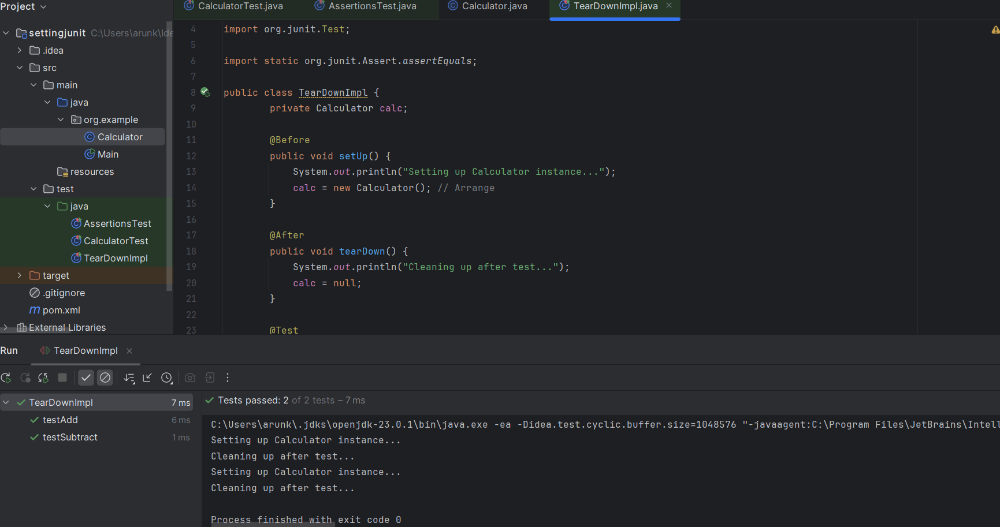 Project
CalculatorTest.java
AssertionsTest.java
Calculator.java
TearDownImpl.java
settingjunit C:\Users\arunk\Ide
.idea
src
main
java
org.example
Calculator
Main
resources
test
java
AssertionsTest
CalculatorTest
TearDownImpl
target
.gitignore
pom.xml
External Libraries
4 import org.junit.Test;
5
6 import static org.junit.Assert.assertEquals;
7
8 public class TearDownImpl {
9 private Calculator calc;
10
11 @Before
12 public void setUp() {
13 System.out.println("Setting up Calculator instance...");
14 calc = new Calculator(); // Arrange
15 }
16
17 @After
18 public void tearDown() {
19 System.out.println("Cleaning up after test...");
20 calc = null;
21 }
22
23 @Test
Run
TearDownImpl
TearDownImpl 7 ms
testAdd 6 ms
testSubtract 1 ms
Tests passed: 2 of 2 tests – 7 ms
C:\Users\arunk\.jdks\openjdk-23.0.1\bin\java.exe -ea -Didea.test.cyclic.buffer.size=1048576 "-javaagent:C:\Program Files\JetBrains\Intell
Setting up Calculator instance...
Cleaning up after test...
Setting up Calculator instance...
Cleaning up after test...
Process finished with exit code 0